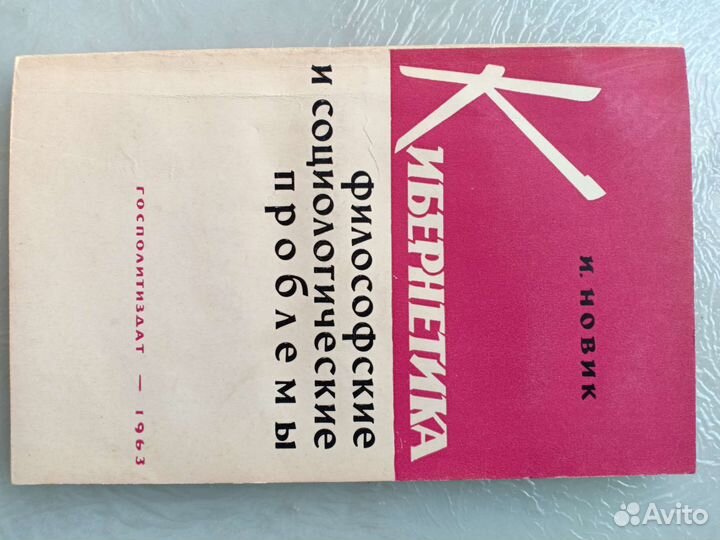 И. НОВИК
КИБЕРНЕТИКА
философские
и социологические
проблемы
ГОСПОЛИТИЗДАТ — 1963
Avito